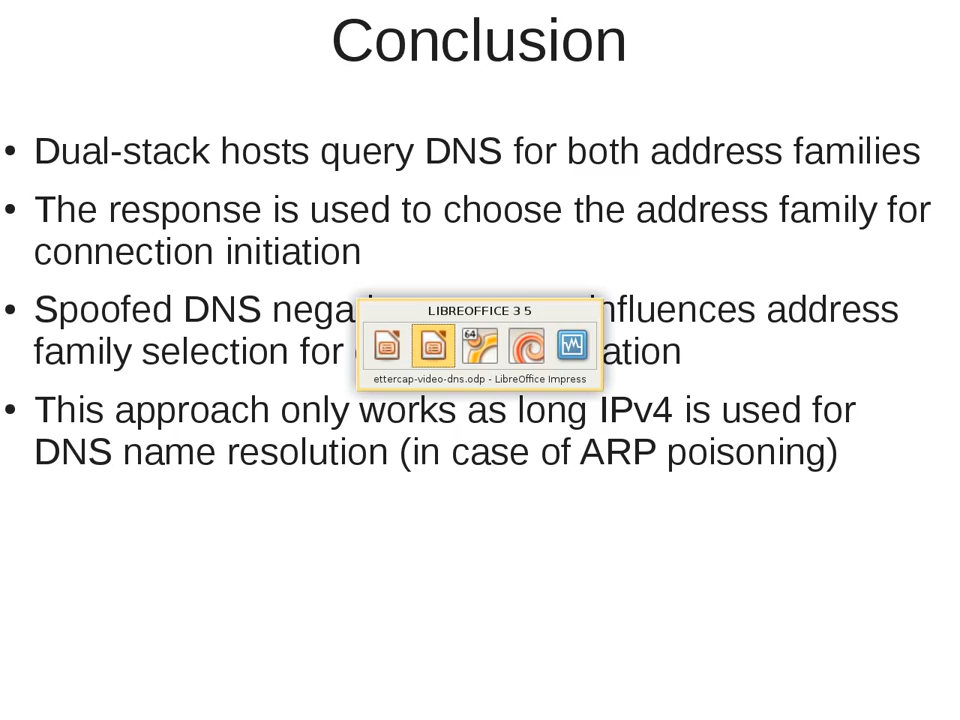 Conclusion
• Dual-stack hosts query DNS for both address families
• The response is used to choose the address family for
connection initiation
• Spoofed DNS influences address
family selection for
• This approach only works as long IPv4 is used for
DNS name resolution (in case of ARP poisoning)
LIBREOFFICE 3 5
64
ettercap-video-dns.odp - LibreOffice Impress